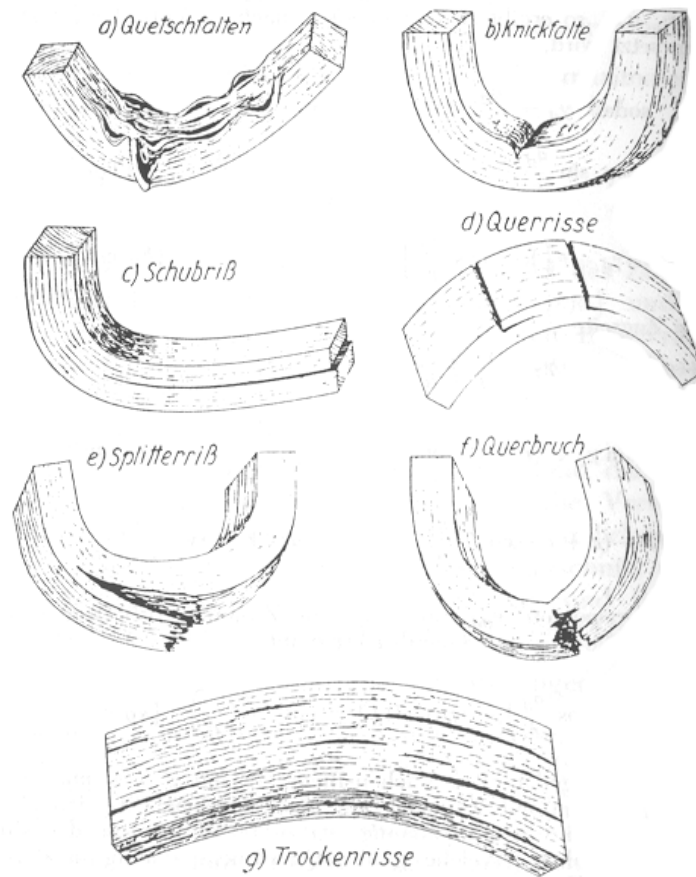 a) Quetschfalten
b) Knickfalte
c) Schubriß
d) Querrisse
e) Splitterriß
f) Querbruch
g) Trockenrisse